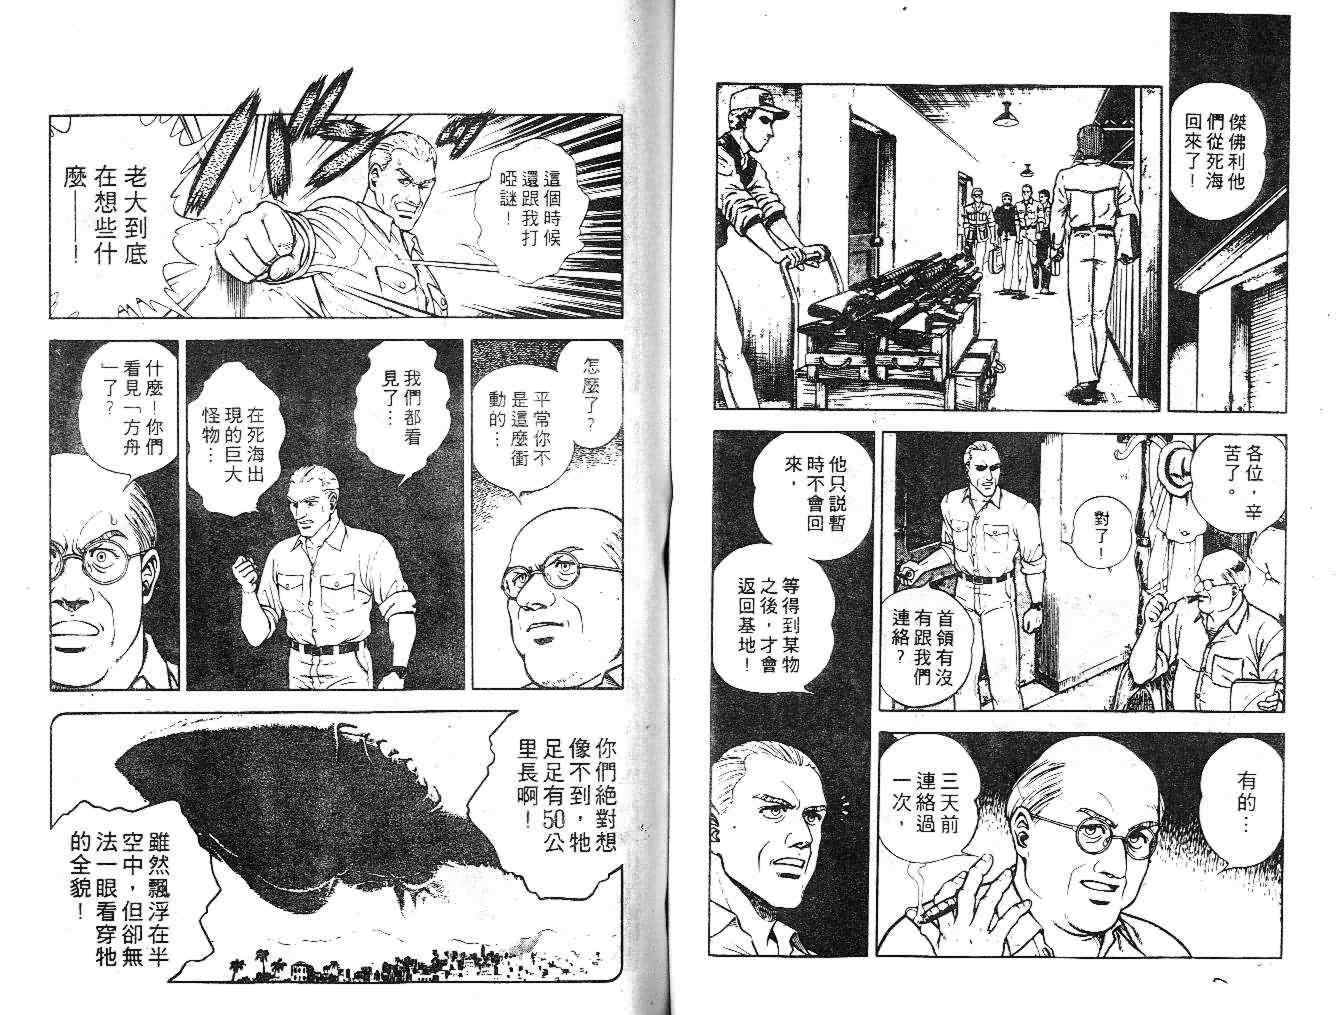 傑佛利他
們從死海
回來了！
各位，辛
苦了。
對了！
首領有沒
有跟我們
連絡？
有的…
三天前
連絡過
一次，
他只說暫
時不會回
來，
等得到某物
之後，才會
返回基地！
這個時候
還跟我打
啞謎！
老大到底
在想些什
麼——！
怎麼了？
平常你不
是這麼衝
動的…
我們都看
見了…
在死海出
現的巨大
怪物…
什麼！你們
看見「方舟
」了？
你們絕對想
像不到，牠
足足有50公
里長啊！
雖然飄浮在半
空中，但卻無
法一眼看穿牠
的全貌！